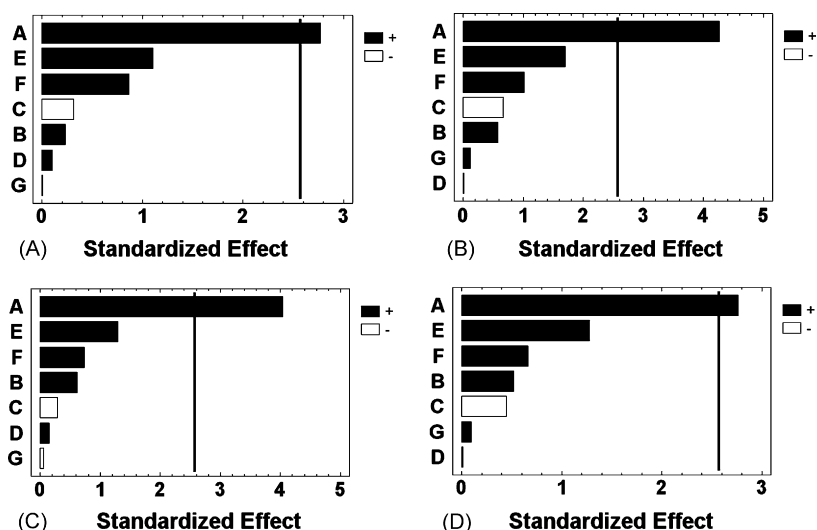 A
E
F
C
B
D
G
+
-
0 1 2 3
(A) Standardized Effect
A
E
F
C
B
G
D
+
-
0 1 2 3 4 5
(B) Standardized Effect
A
E
F
B
C
D
G
+
-
0 1 2 3 4 5
(C) Standardized Effect
A
E
F
B
C
G
D
+
-
0 1 2 3
(D) Standardized Effect